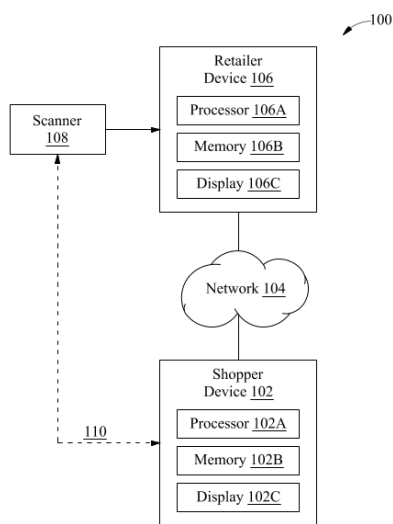 100
Retailer
Device 106
Processor 106A
Memory 106B
Display 106C
Scanner
108
Network 104
Shopper
Device 102
Processor 102A
Memory 102B
Display 102C
110